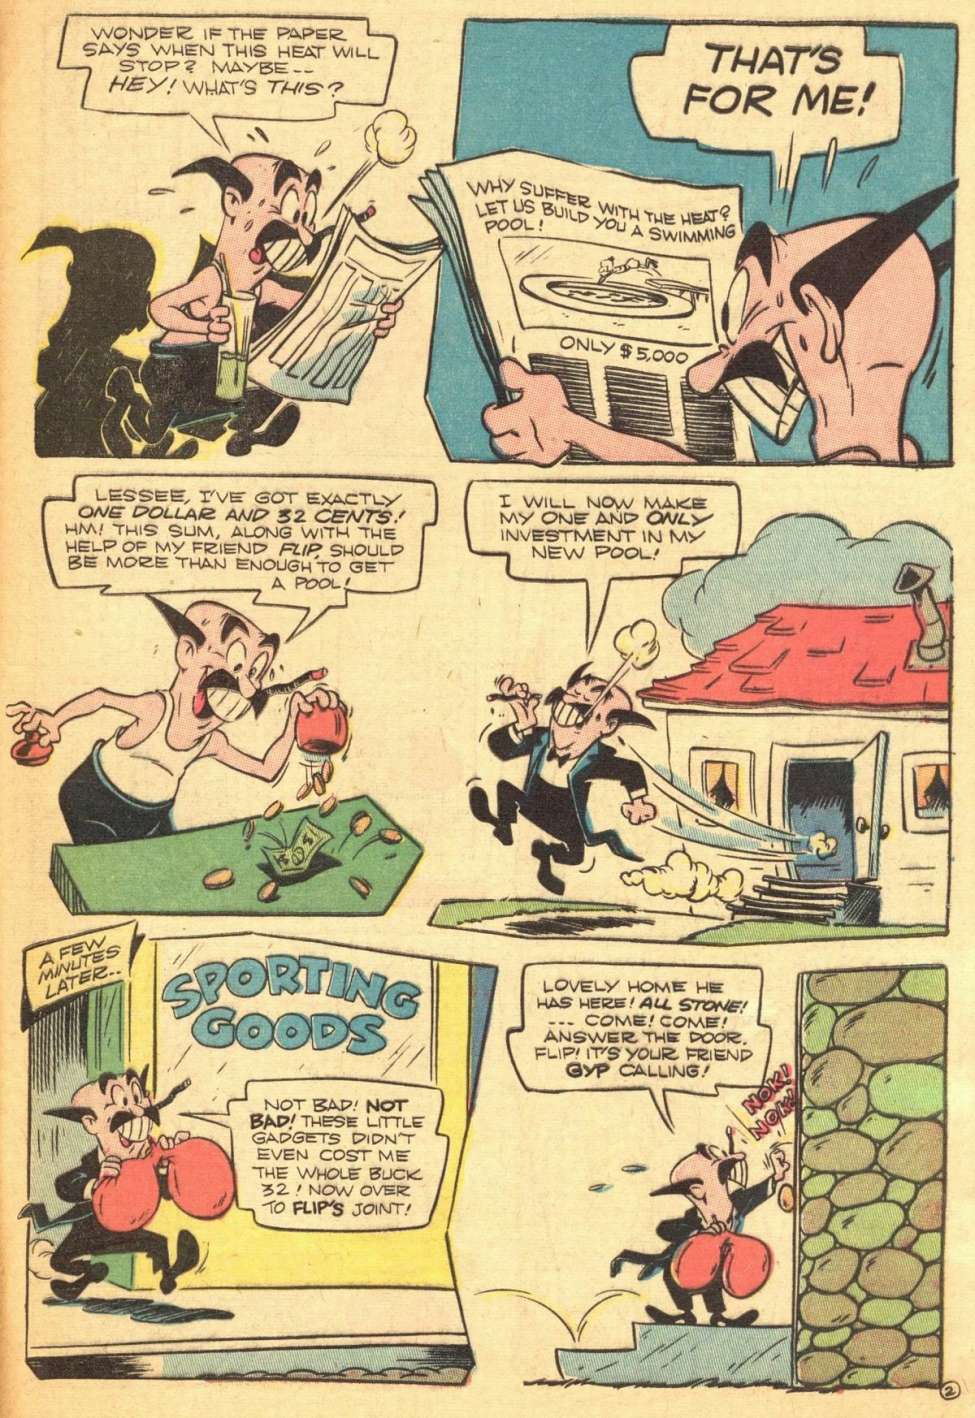 WONDER IF THE PAPER
SAYS WHEN THIS HEAT WILL
STOP? MAYBE--
HEY! WHAT'S THIS?
THAT'S
FOR ME!
WHY SUFFER WITH THE HEAT?
LET US BUILD YOU A SWIMMING
POOL!
ONLY $5,000
LESSEE, I'VE GOT EXACTLY
ONE DOLLAR AND 32 CENTS!
HM! THIS SUM, ALONG WITH THE
HELP OF MY FRIEND FLIP, SHOULD
BE MORE THAN ENOUGH TO GET
A POOL!
I WILL NOW MAKE
MY ONE AND ONLY
INVESTMENT IN MY
NEW POOL!
A FEW
MINUTES
LATER--
SPORTING
GOODS
NOT BAD! NOT
BAD! THESE LITTLE
GADGETS DIDN'T
EVEN COST ME
THE WHOLE BUCK
32! NOW OVER
TO FLIP'S JOINT!
LOVELY HOME HE
HAS HERE! ALL STONE!
--- COME! COME!
ANSWER THE DOOR,
FLIP! IT'S YOUR FRIEND
GYP CALLING!
NOK!
NOK!
2